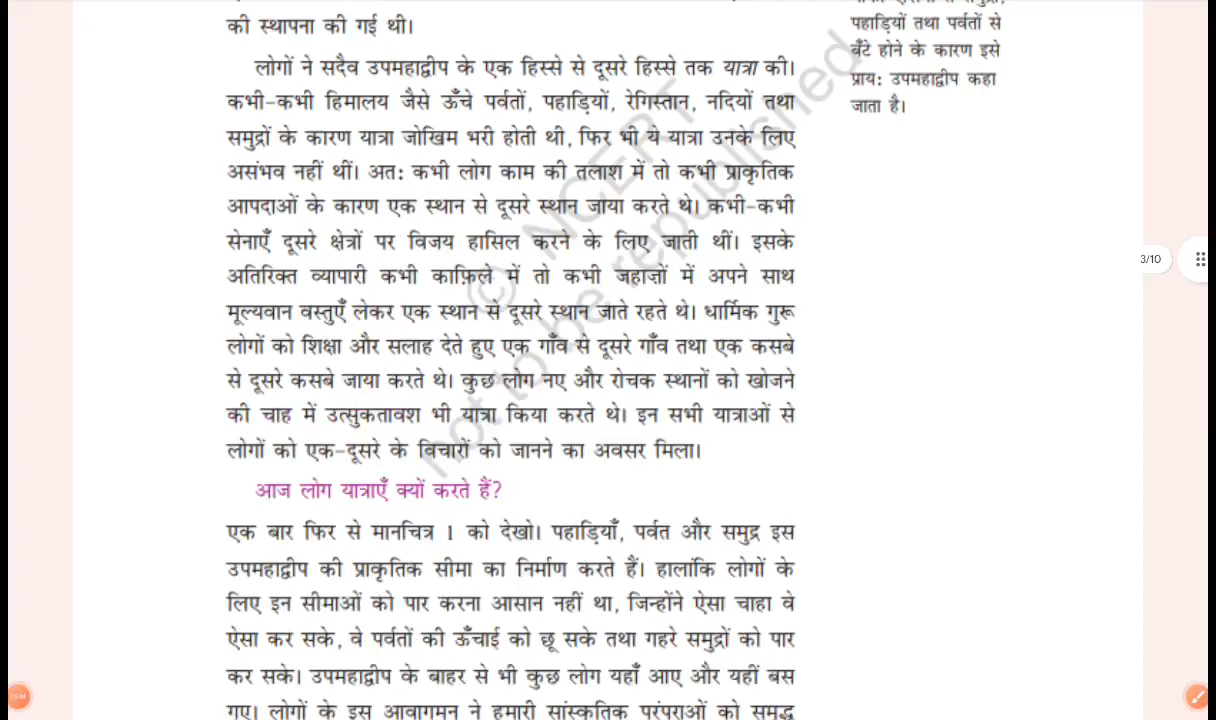 की स्थापना की गई थी।
लोगों ने सदैव उपमहाद्वीप के एक हिस्से से दूसरे हिस्से तक यात्रा की।
कभी-कभी हिमालय जैसे ऊँचे पर्वतों, पहाड़ियों, रेगिस्तान, नदियों तथा
समुद्रों के कारण यात्रा जोखिम भरी होती थी, फिर भी ये यात्रा उनके लिए
असंभव नहीं थीं। अतः कभी लोग काम की तलाश में तो कभी प्राकृतिक
आपदाओं के कारण एक स्थान से दूसरे स्थान जाया करते थे। कभी-कभी
सेनाएँ दूसरे क्षेत्रों पर विजय हासिल करने के लिए जाती थीं। इसके
अतिरिक्त व्यापारी कभी काफ़िले में तो कभी जहाज़ों में अपने साथ
मूल्यवान वस्तुएँ लेकर एक स्थान से दूसरे स्थान जाते रहते थे। धार्मिक गुरू
लोगों को शिक्षा और सलाह देते हुए एक गाँव से दूसरे गाँव तथा एक कसबे
से दूसरे कसबे जाया करते थे। कुछ लोग नए और रोचक स्थानों को खोजने
की चाह में उत्सुकतावश भी यात्रा किया करते थे। इन सभी यात्राओं से
लोगों को एक-दूसरे के विचारों को जानने का अवसर मिला।
आज लोग यात्राएँ क्यों करते हैं?
एक बार फिर से मानचित्र 1 को देखो। पहाड़ियाँ, पर्वत और समुद्र इस
उपमहाद्वीप की प्राकृतिक सीमा का निर्माण करते हैं। हालांकि लोगों के
लिए इन सीमाओं को पार करना आसान नहीं था, जिन्होंने ऐसा चाहा वे
ऐसा कर सके, वे पर्वतों की ऊँचाई को छू सके तथा गहरे समुद्रों को पार
कर सके। उपमहाद्वीप के बाहर से भी कुछ लोग यहाँ आए और यहीं बस
गए। लोगों के इस आवागमन ने हमारी सांस्कृतिक परंपराओं को समृद्ध
पहाड़ियों तथा पर्वतों से
बँटे होने के कारण इसे
प्रायः उपमहाद्वीप कहा
जाता है।
3/10
© NCERT
not to be republished